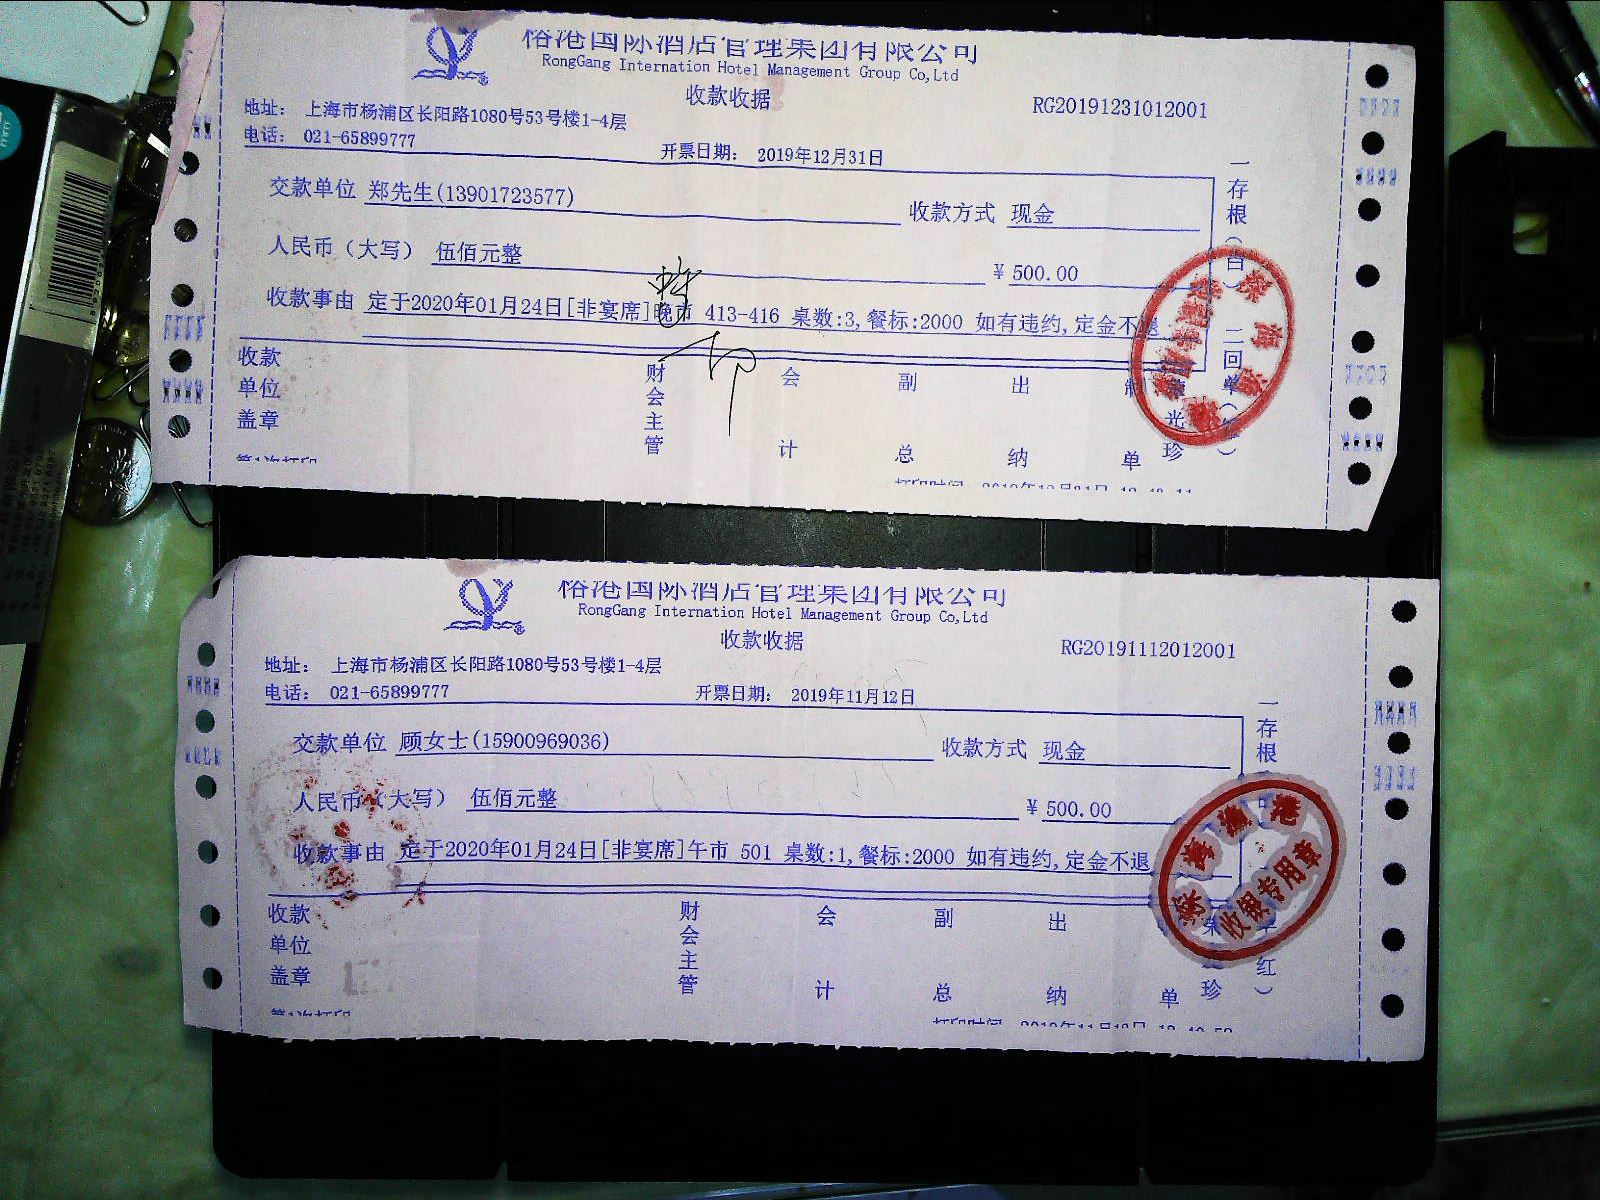 榕港国际酒店管理集团有限公司
RongGang Internation Hotel Management Group Co,Ltd
收款收据
RG20191231012001
地址： 上海市杨浦区长阳路1080号53号楼1-4层
电话： 021-65899777
开票日期： 2019年12月31日
交款单位 郑先生(13901723577)
收款方式 现金
人民币（大写） 伍佰元整
¥ 500.00
收款事由 定于2020年01月24日[非宴席]晚市 413-416 桌数:3,餐标:2000 如有违约,定金不退
一存根（白）二回单（红）
收款单位盖章
财会主管
会计
副总
出纳
制单
光珍
第1次打印
榕港国际酒店管理集团有限公司
RongGang Internation Hotel Management Group Co,Ltd
收款收据
RG20191112012001
地址： 上海市杨浦区长阳路1080号53号楼1-4层
电话： 021-65899777
开票日期： 2019年11月12日
交款单位 顾女士(15900969036)
收款方式 现金
人民币（大写） 伍佰元整
¥ 500.00
收款事由 定于2020年01月24日[非宴席]午市 501 桌数:1,餐标:2000 如有违约,定金不退
一存根
红）
收银专用章
收款单位盖章
财会主管
会计
副总
出纳
单
珍
第1次打印